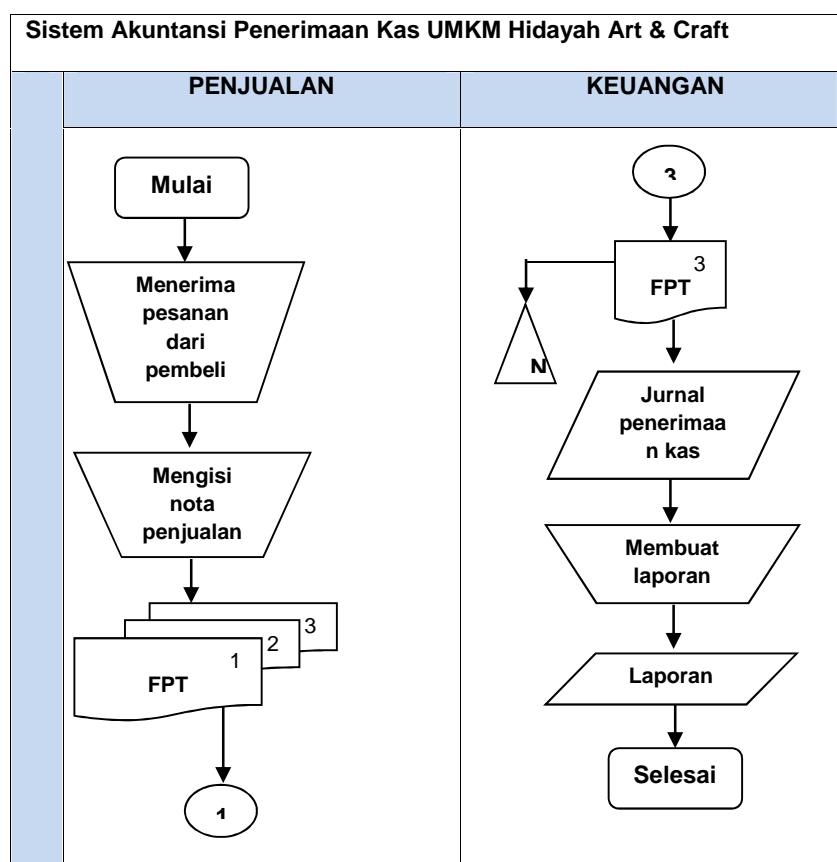 Sistem Akuntansi Penerimaan Kas UMKM Hidayah Art & Craft
PENJUALAN
KEUANGAN
Mulai
Menerima
pesanan
dari
pembeli
Mengisi
nota
penjualan
3
2
1
FPT
1
3
3
FPT
N
Jurnal
penerimaa
n kas
Membuat
laporan
Laporan
Selesai